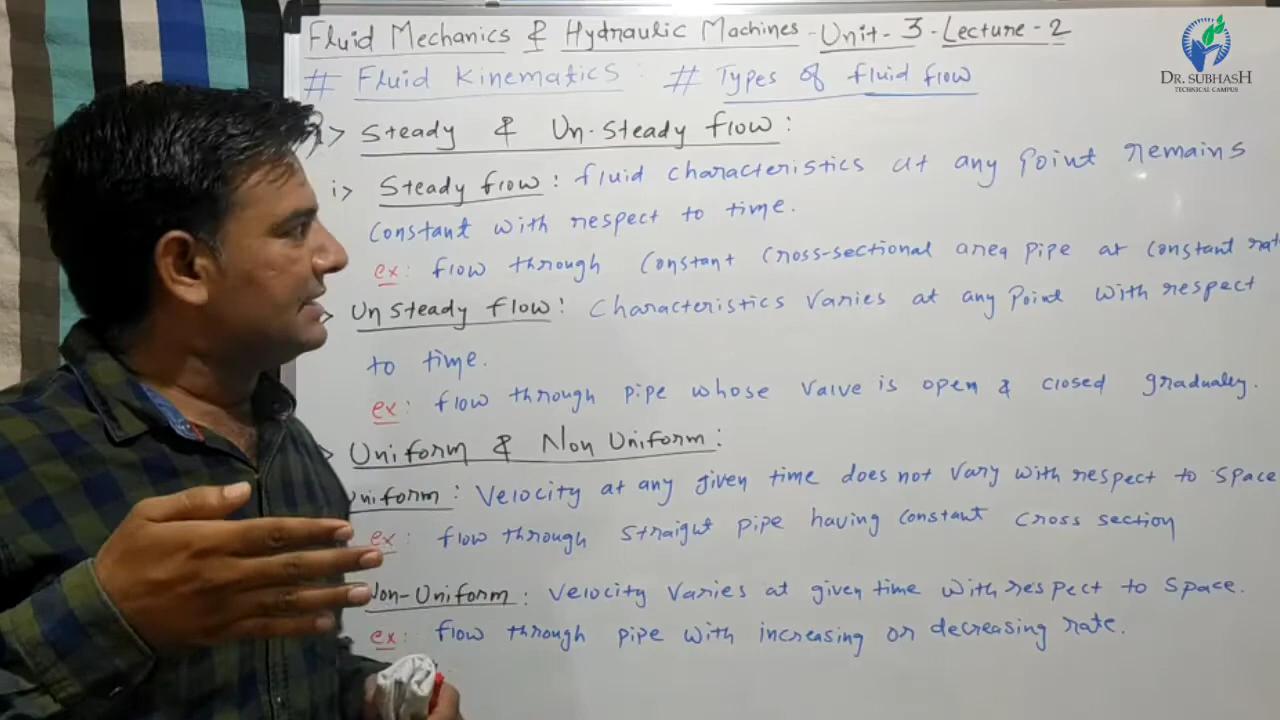 Fluid Mechanics & Hydraulic Machines - Unit - 3 - Lecture - 2
DR. SUBHASH
TECHNICAL CAMPUS
# Fluid Kinematics : # Types of fluid flow
> Steady & Un-Steady flow :
i> Steady flow : fluid characteristics at any point remains
constant with respect to time.
ex: flow through constant cross-sectional area pipe at constant rate
> Unsteady flow : Characteristics varies at any point with respect
to time.
ex: flow through pipe whose valve is open & closed gradualey.
> Uniform & Non Uniform :
Uniform : Velocity at any given time does not vary with respect to space
ex: flow through straight pipe having constant cross section
Non-Uniform : Velocity varies at given time with respect to space.
ex: flow through pipe with increasing or decreasing rate.